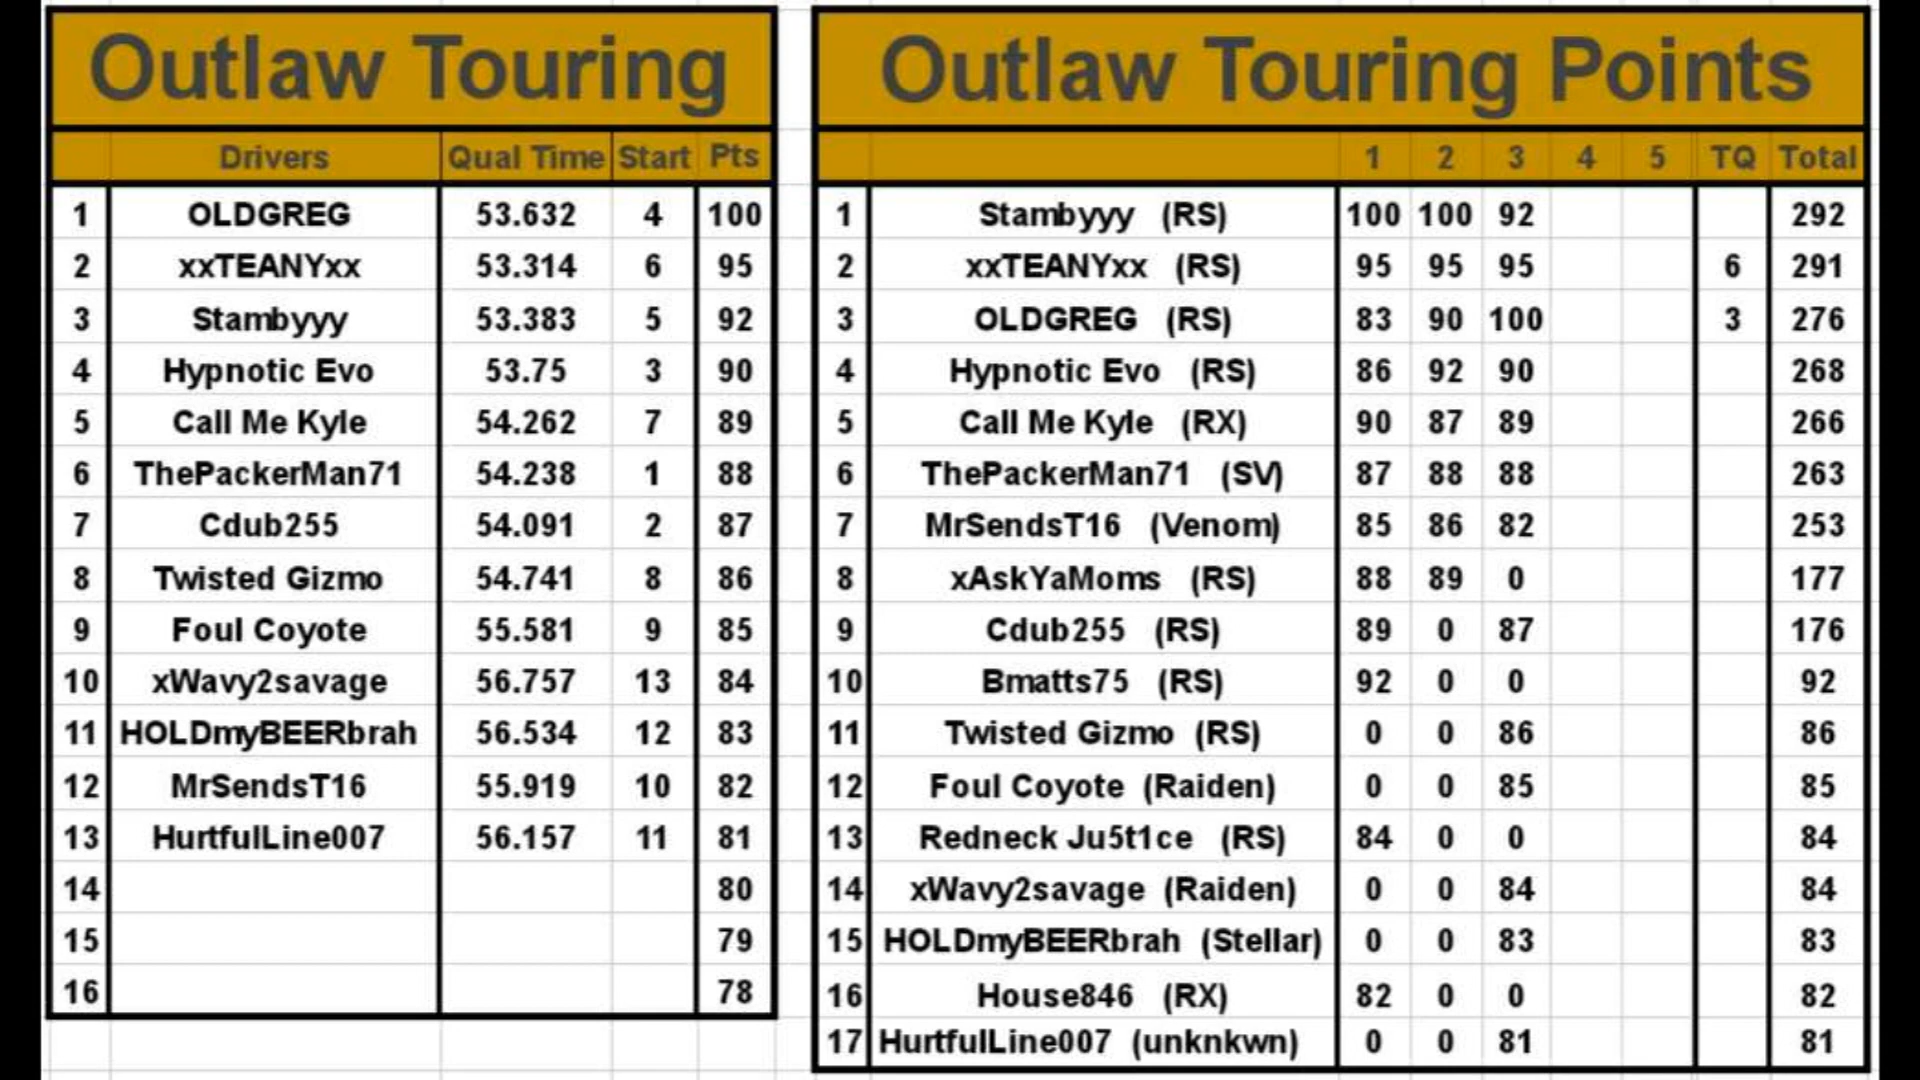 Outlaw Touring
Drivers Qual Time Start Pts
1 OLDGREG 53.632 4 100
2 xxTEANYxx 53.314 6 95
3 Stambyyy 53.383 5 92
4 Hypnotic Evo 53.75 3 90
5 Call Me Kyle 54.262 7 89
6 ThePackerMan71 54.238 1 88
7 Cdub255 54.091 2 87
8 Twisted Gizmo 54.741 8 86
9 Foul Coyote 55.581 9 85
10 xWavy2savage 56.757 13 84
11 HOLDmyBEERbrah 56.534 12 83
12 MrSendsT16 55.919 10 82
13 HurtfulLine007 56.157 11 81
14 80
15 79
16 78
Outlaw Touring Points
1 2 3 4 5 TQ Total
1 Stambyyy (RS) 100 100 92 292
2 xxTEANYxx (RS) 95 95 95 6 291
3 OLDGREG (RS) 83 90 100 3 276
4 Hypnotic Evo (RS) 86 92 90 268
5 Call Me Kyle (RX) 90 87 89 266
6 ThePackerMan71 (SV) 87 88 88 263
7 MrSendsT16 (Venom) 85 86 82 253
8 xAskYaMoms (RS) 88 89 0 177
9 Cdub255 (RS) 89 0 87 176
10 Bmatts75 (RS) 92 0 0 92
11 Twisted Gizmo (RS) 0 0 86 86
12 Foul Coyote (Raiden) 0 0 85 85
13 Redneck Ju5t1ce (RS) 84 0 0 84
14 xWavy2savage (Raiden) 0 0 84 84
15 HOLDmyBEERbrah (Stellar) 0 0 83 83
16 House846 (RX) 82 0 0 82
17 HurtfulLine007 (unknkwn) 0 0 81 81